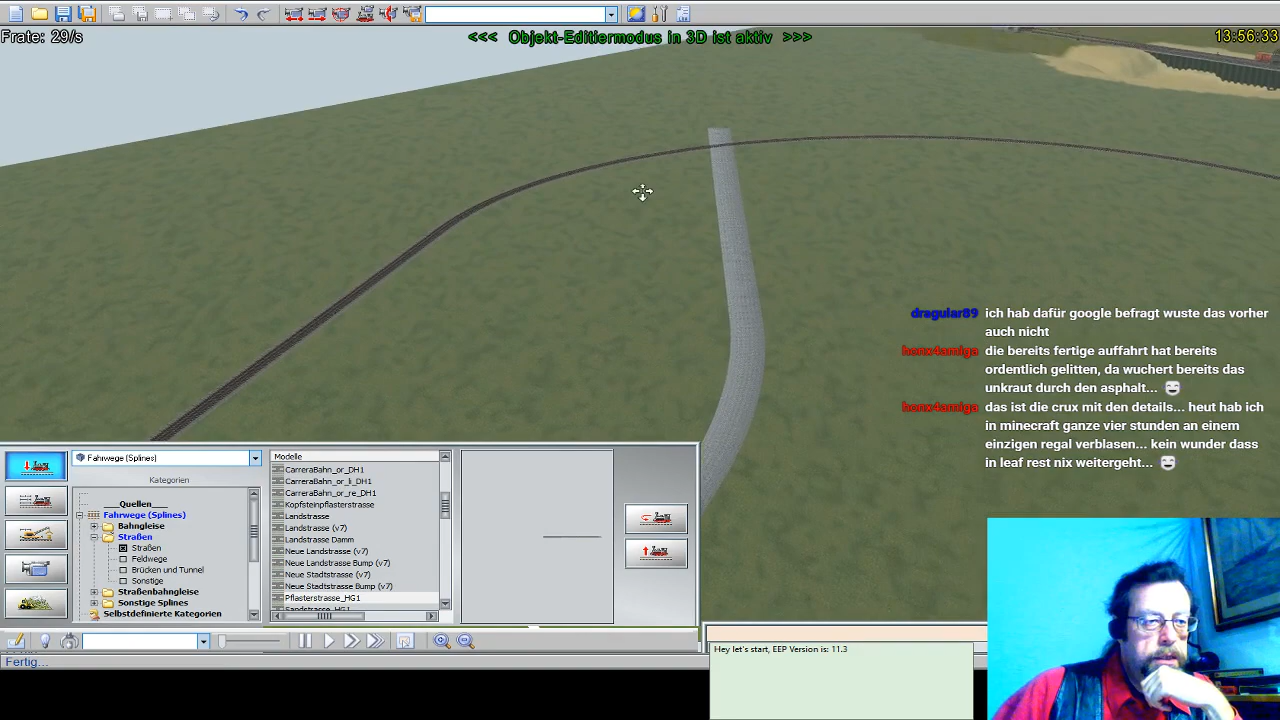 Frate: 29/s
<<< Objekt-Editiermodus in 3D ist aktiv >>>
13:56:33
dragular89 ich hab dafür google befragt wuste das vorher
auch nicht
honx4amiga die bereits fertige auffahrt hat bereits
ordentlich gelitten, da wuchert bereits das
unkraut durch den asphalt...
honx4amiga das ist die crux mit den details... heut hab ich
in minecraft ganze vier stunden an einem
einzigen regal verblasen... kein wunder dass
in leaf rest nix weitergeht...
Fahrwege (Splines)
Kategorien
__Quellen__
Fahrwege (Splines)
Bahngleise
Straßen
Straßen
Feldwege
Brücken und Tunnel
Sonstige
Straßenbahngleise
Sonstige Splines
Selbstdefinierte Kategorien
Modelle
CarreraBahn_or_DH1
CarreraBahn_or_li_DH1
CarreraBahn_or_re_DH1
Kopfsteinpflasterstrasse
Landstrasse
Landstrasse (v7)
Landstrasse Damm
Neue Landstrasse (v7)
Neue Landstrasse Bump (v7)
Neue Stadtstrasse (v7)
Neue Stadtstrasse Bump (v7)
Pflasterstrasse_HG1
Sandstrasse_HG1
Fertig...
Hey let's start, EEP Version is: 11.3